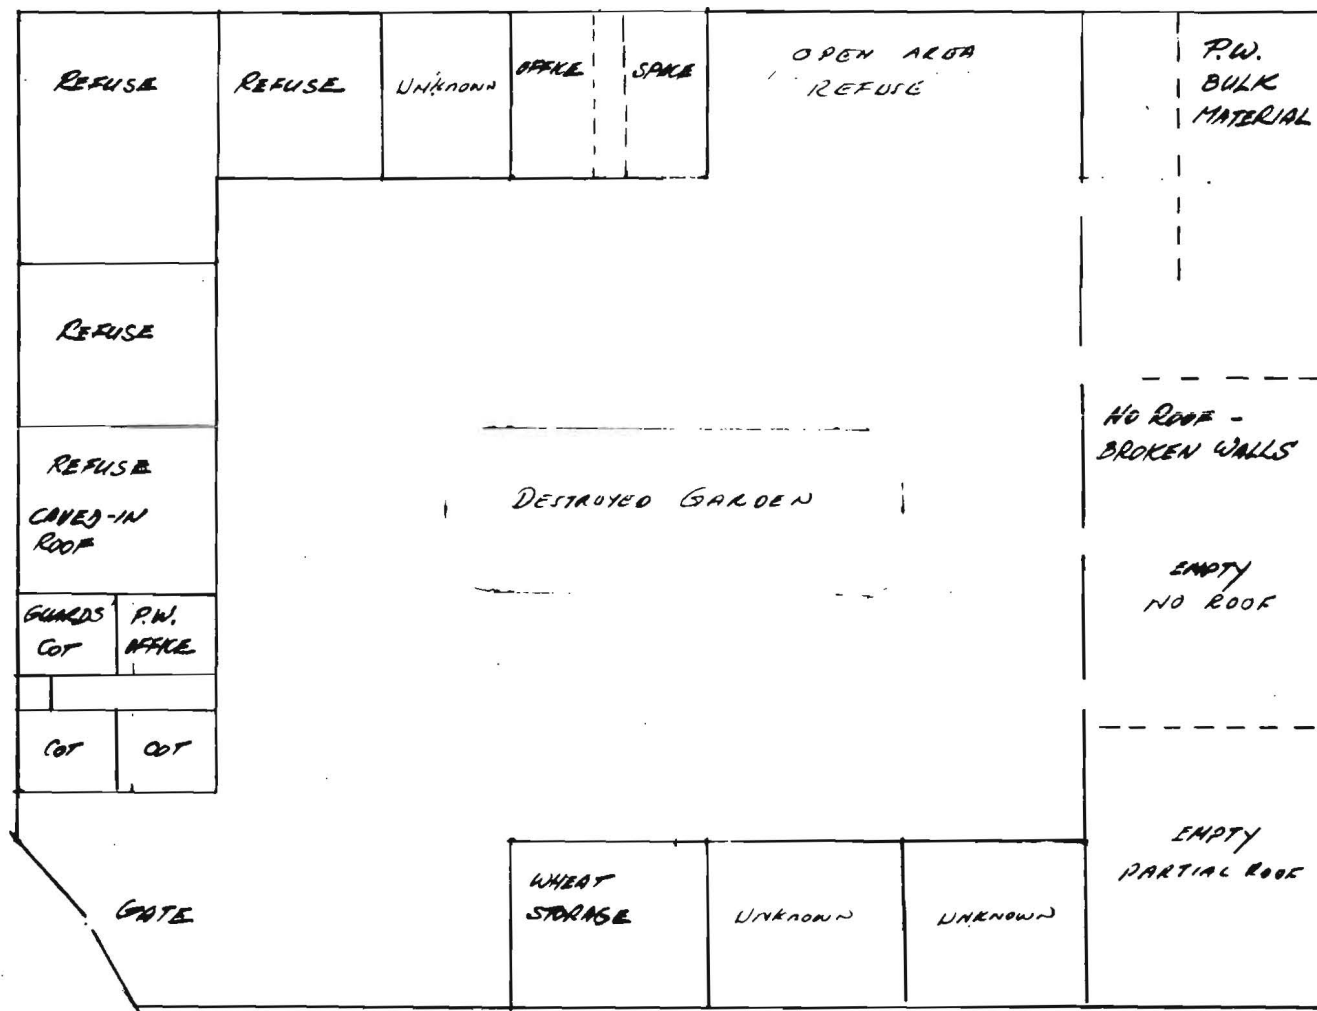 REFUSE
REFUSE
UNKNOWN
OFFICE
SPACE
OPEN AREA
REFUSE
P.W.
BULK
MATERIAL
REFUSE
REFUSE
CAVED-IN
ROOF
NO ROOF -
BROKEN WALLS
DESTROYED GARDEN
EMPTY
NO ROOF
GUARDS
COT
P.W.
OFFICE
COT
COT
GATE
WHEAT
STORAGE
UNKNOWN
UNKNOWN
EMPTY
PARTIAL ROOF